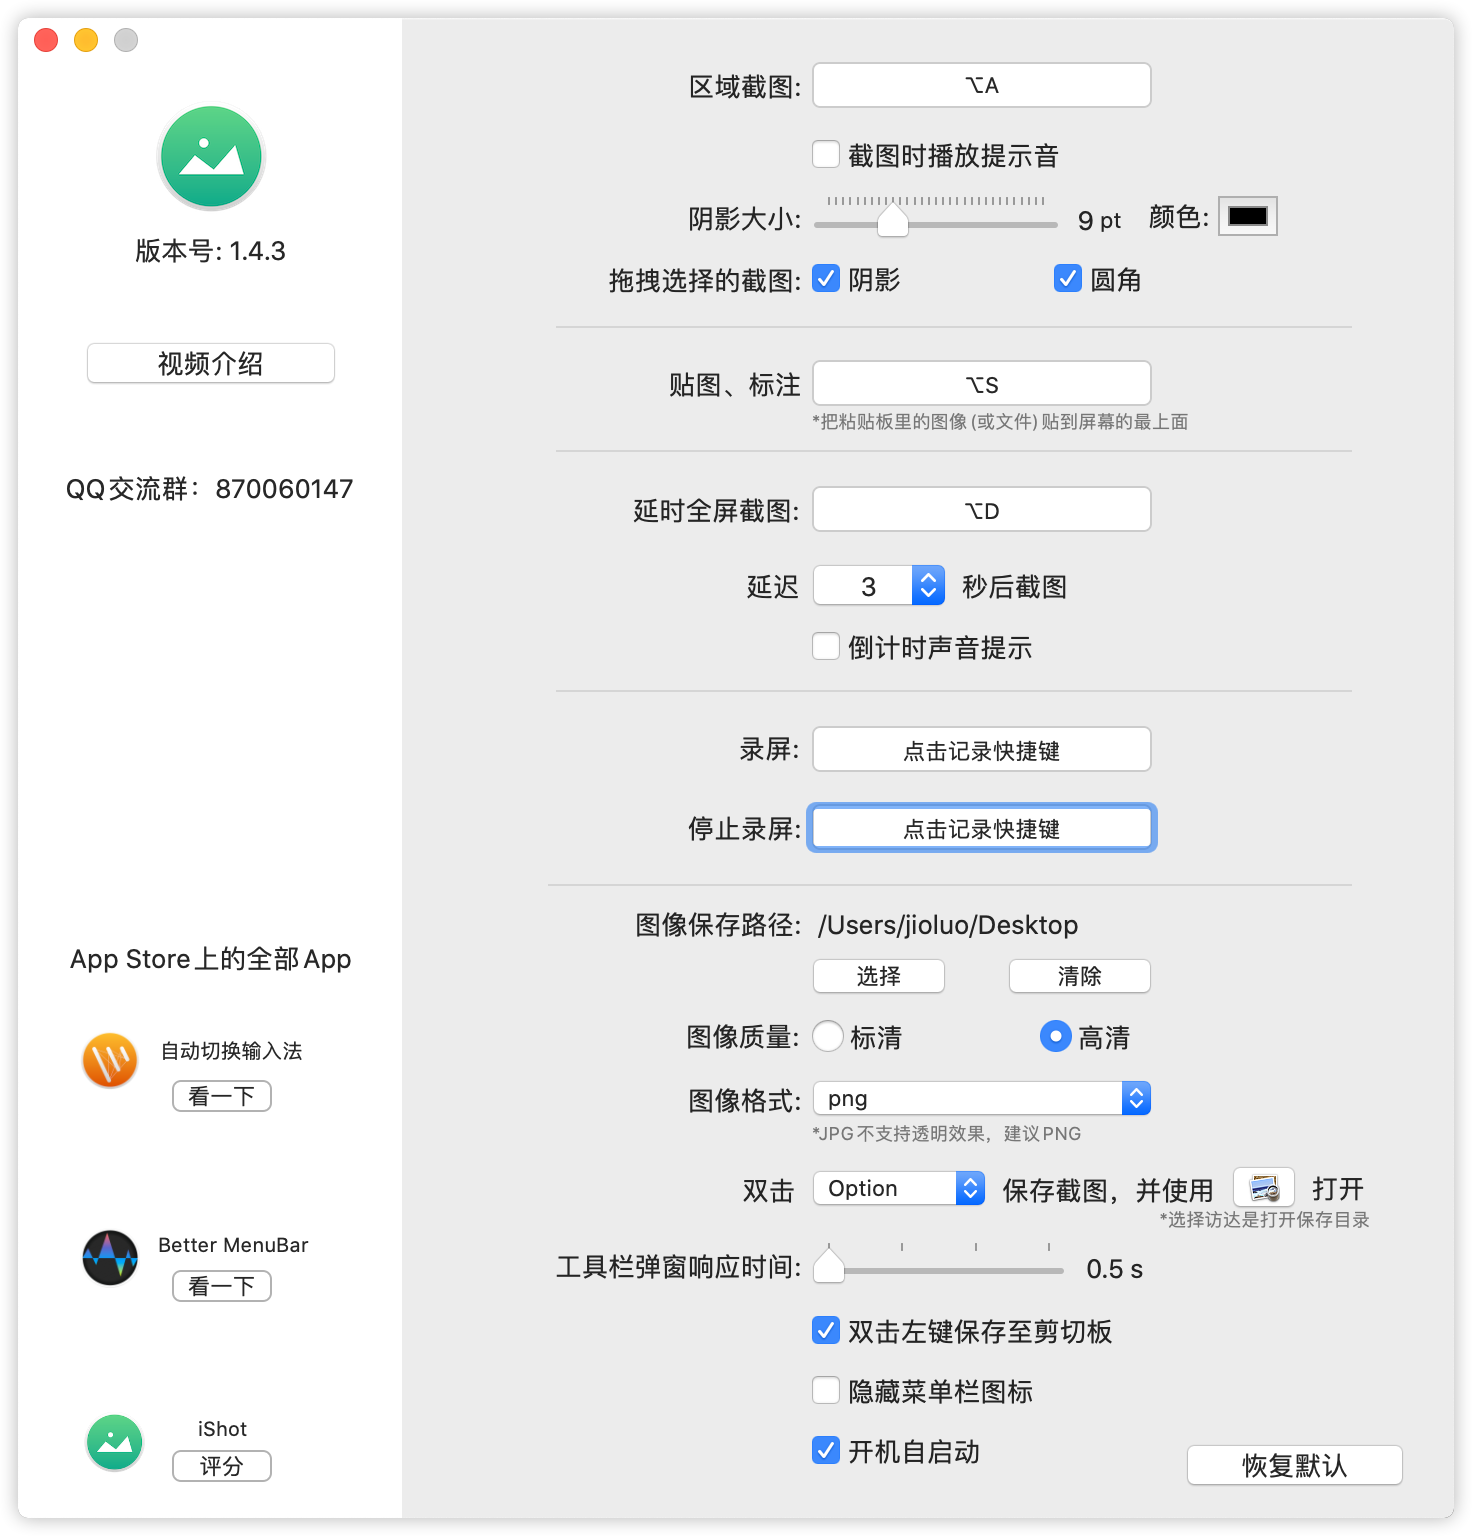 版本号: 1.4.3
视频介绍
QQ交流群：870060147
App Store上的全部App
自动切换输入法
看一下
Better MenuBar
看一下
iShot
评分
区域截图: ⌥A
截图时播放提示音
阴影大小: 9 pt 颜色:
拖拽选择的截图: 阴影 圆角
贴图、标注 ⌥S
*把粘贴板里的图像(或文件)贴到屏幕的最上面
延时全屏截图: ⌥D
延迟 3 秒后截图
倒计时声音提示
录屏: 点击记录快捷键
停止录屏: 点击记录快捷键
图像保存路径: /Users/jioluo/Desktop
选择 清除
图像质量: 标清 高清
图像格式: png
*JPG不支持透明效果，建议PNG
双击 Option 保存截图，并使用 打开
*选择访达是打开保存目录
工具栏弹窗响应时间: 0.5 s
双击左键保存至剪切板
隐藏菜单栏图标
开机自启动
恢复默认